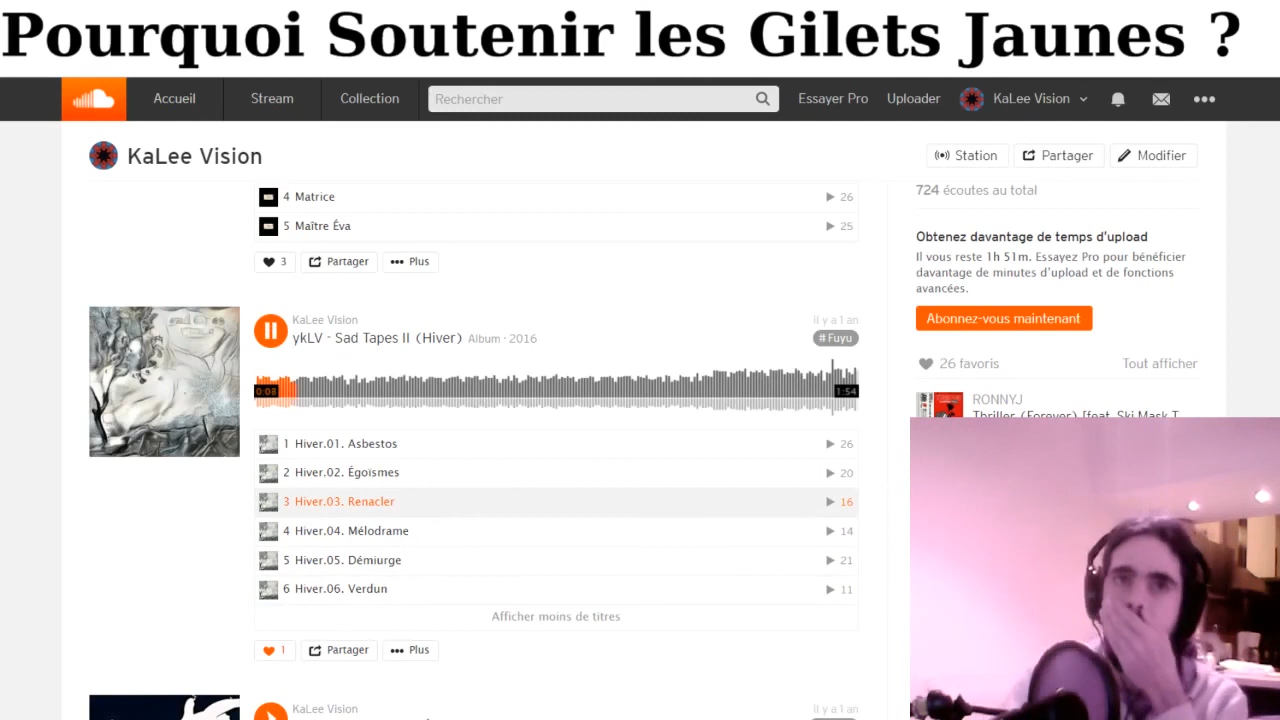 Pourquoi Soutenir les Gilets Jaunes ?
Accueil
Stream
Collection
Rechercher
Essayer Pro
Uploader
KaLee Vision
KaLee Vision
Station
Partager
Modifier
4 Matrice
26
5 Maître Éva
25
3
Partager
Plus
KaLee Vision
il y a 1 an
ykLV - Sad Tapes II (Hiver) Album · 2016
# Fuyu
0:08
1:54
1 Hiver.01. Asbestos
26
2 Hiver.02. Égoïsmes
20
3 Hiver.03. Renacler
16
4 Hiver.04. Mélodrame
14
5 Hiver.05. Démiurge
21
6 Hiver.06. Verdun
11
Afficher moins de titres
1
Partager
Plus
KaLee Vision
il y a 1 an
724 écoutes au total
Obtenez davantage de temps d'upload
Il vous reste 1h 51m. Essayez Pro pour bénéficier
davantage de minutes d'upload et de fonctions
avancées.
Abonnez-vous maintenant
26 favoris
Tout afficher
RONNYJ
Thriller (Forever) [feat. Ski Mask T